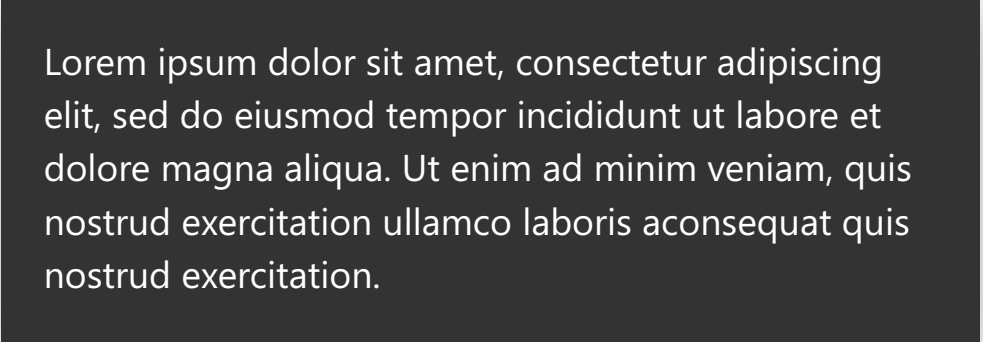 Lorem ipsum dolor sit amet, consectetur adipiscing
elit, sed do eiusmod tempor incididunt ut labore et
dolore magna aliqua. Ut enim ad minim veniam, quis
nostrud exercitation ullamco laboris aconsequat quis
nostrud exercitation.